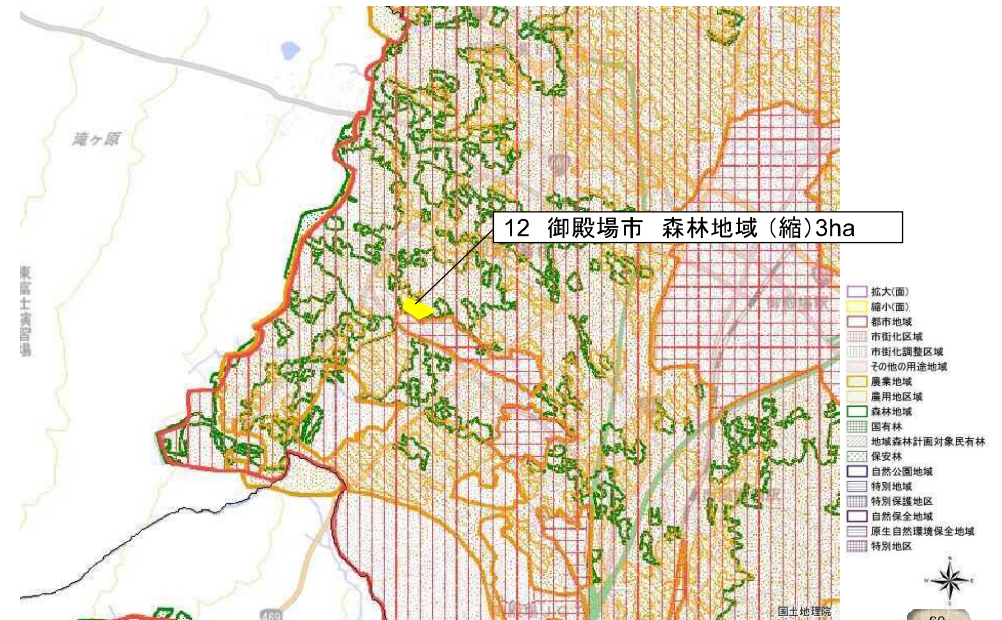 滝ヶ原
12 御殿場市 森林地域 (縮)3ha
東富士演習場
拡大(面)
縮小(面)
都市地域
市街化区域
市街化調整区域
その他の用途地域
農業地域
農用地区域
森林地域
国有林
地域森林計画対象民有林
保安林
自然公園地域
特別地域
特別保護地区
自然保全地域
原生自然環境保全地域
特別地区
N
W
E
S
469
国土地理院
60